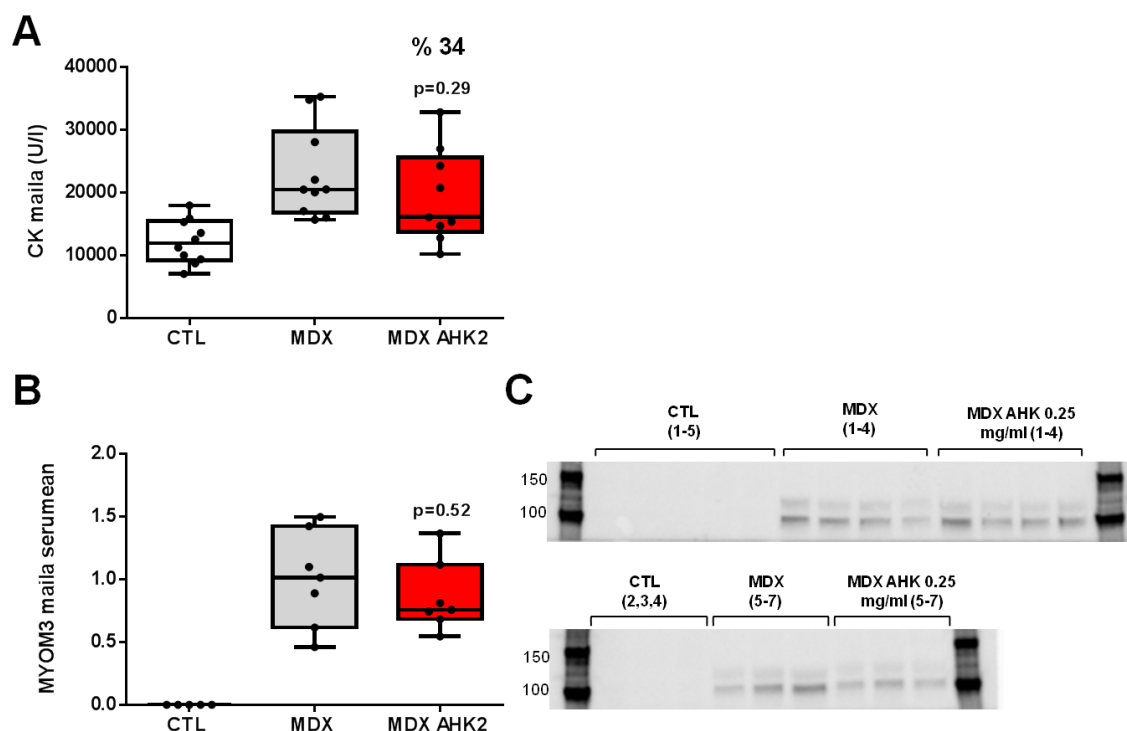 A
% 34
p=0.29
CK maila (U/l)
40000
30000
20000
10000
0
CTL MDX MDX AHK2
B
p=0.52
MYOM3 maila serumean
2.0
1.5
1.0
0.5
0.0
CTL MDX MDX AHK2
C
CTL
(1-5)
MDX
(1-4)
MDX AHK 0.25
mg/ml (1-4)
150
100
CTL
(2,3,4)
MDX
(5-7)
MDX AHK 0.25
mg/ml (5-7)
150
100